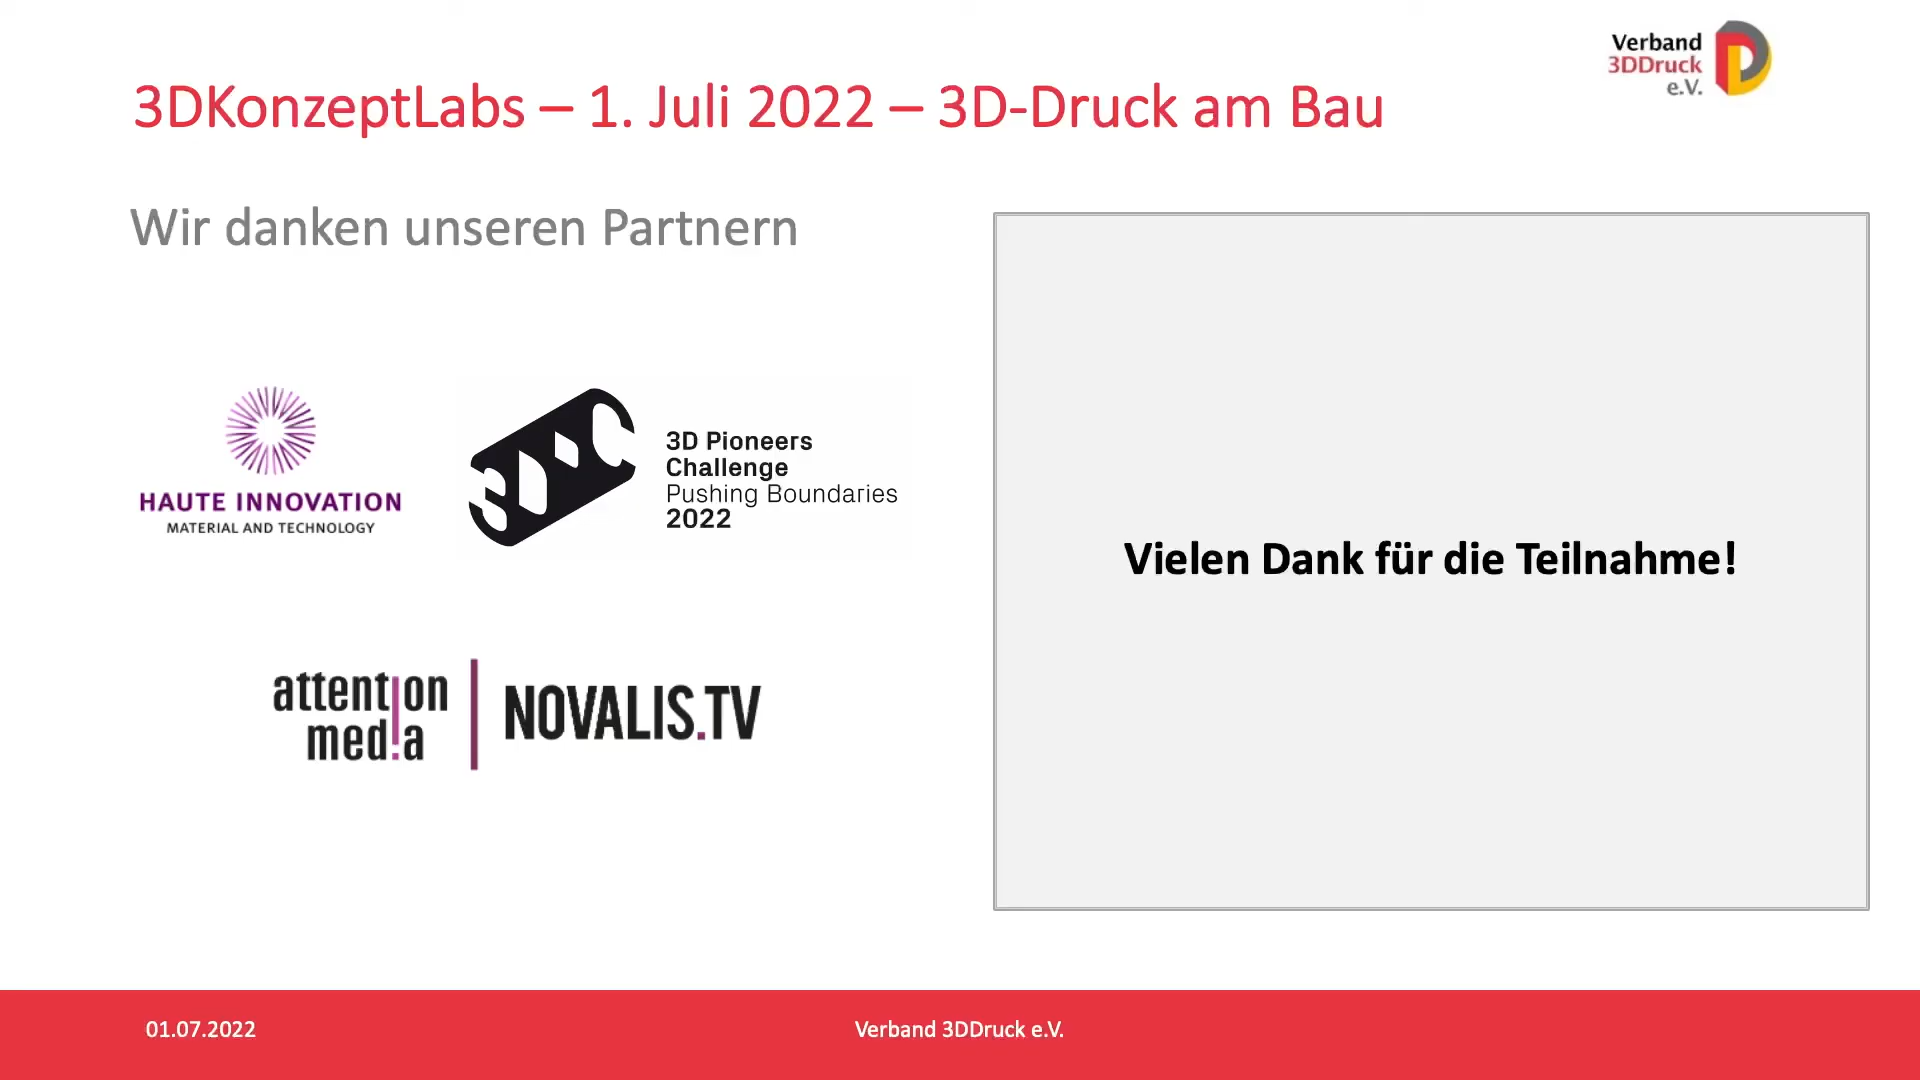 Verband
3DDruck
e.V.
3DKonzeptLabs – 1. Juli 2022 – 3D-Druck am Bau
Wir danken unseren Partnern
HAUTE INNOVATION
MATERIAL AND TECHNOLOGY
3D Pioneers
Challenge
Pushing Boundaries
2022
Vielen Dank für die Teilnahme!
attention
media
NOVALIS.TV
01.07.2022
Verband 3DDruck e.V.